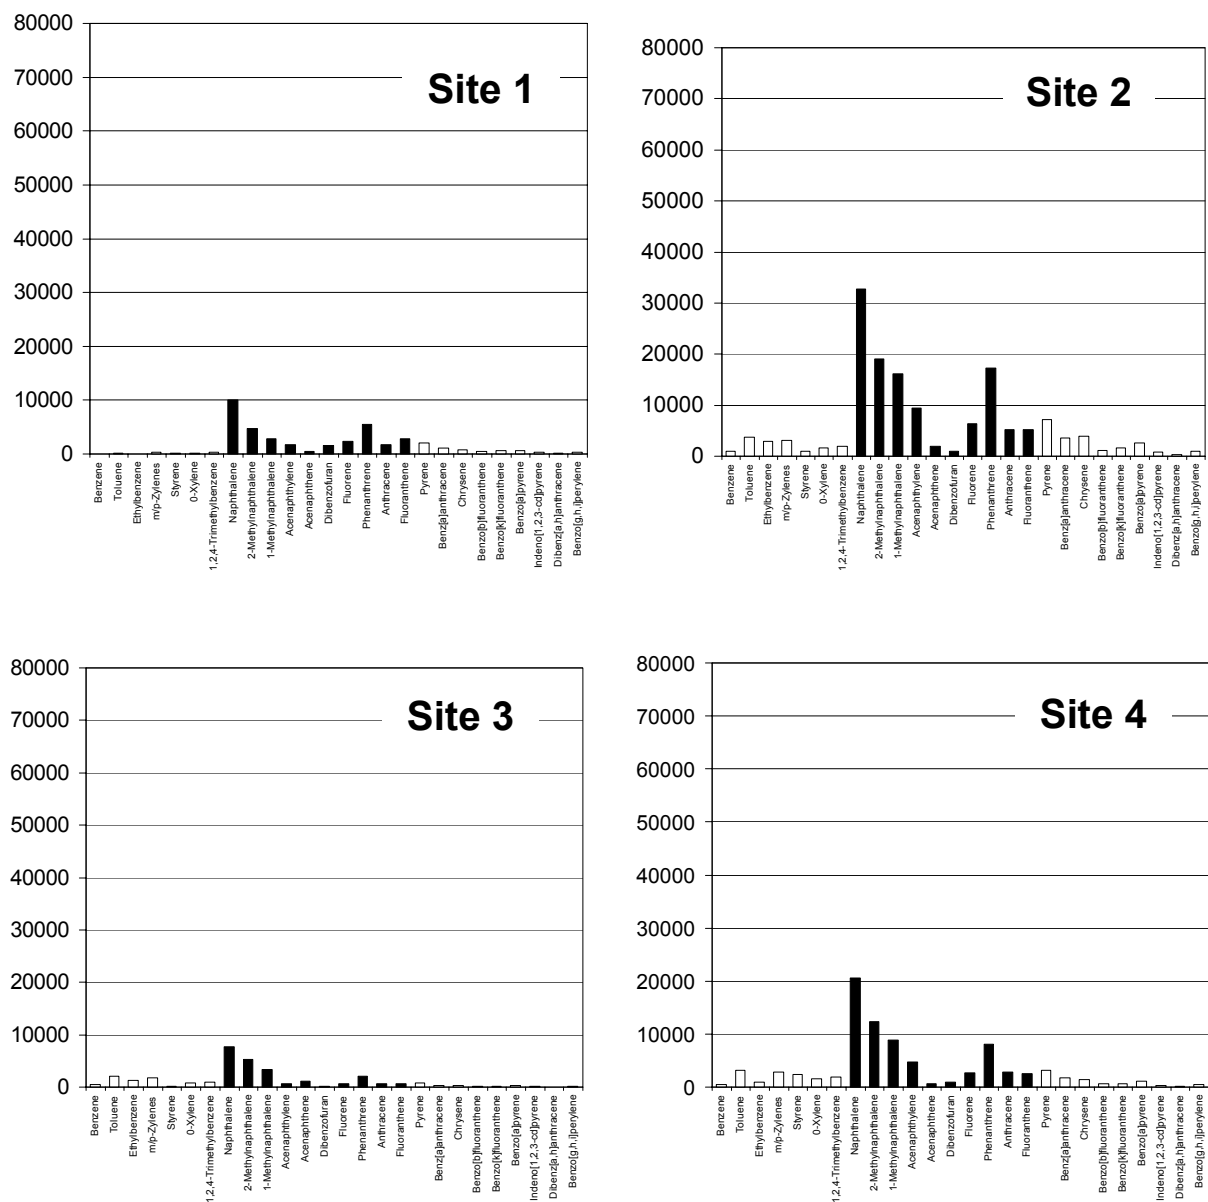 80000
70000
60000
50000
40000
30000
20000
10000
0
Site 1
Benzene
Toluene
Ethylbenzene
m/p-Zylenes
Styrene
0-Xylene
1,2,4-Trimethylbenzene
Naphthalene
2-Methylnaphthalene
1-Methylnaphthalene
Acenaphthylene
Acenaphthene
Dibenzofuran
Fluorene
Phenanthrene
Anthracene
Fluoranthene
Pyrene
Benz[a]anthracene
Chrysene
Benzo[b]fluoranthene
Benzo[k]fluoranthene
Benzo[a]pyrene
Indeno[1,2,3-cd]pyrene
Dibenz[a,h]anthracene
Benzo[g,h,i]perylene
80000
70000
60000
50000
40000
30000
20000
10000
0
Site 2
Benzene
Toluene
Ethylbenzene
m/p-Zylenes
Styrene
0-Xylene
1,2,4-Trimethylbenzene
Naphthalene
2-Methylnaphthalene
1-Methylnaphthalene
Acenaphthylene
Acenaphthene
Dibenzofuran
Fluorene
Phenanthrene
Anthracene
Fluoranthene
Pyrene
Benz[a]anthracene
Chrysene
Benzo[b]fluoranthene
Benzo[k]fluoranthene
Benzo[a]pyrene
Indeno[1,2,3-cd]pyrene
Dibenz[a,h]anthracene
Benzo[g,h,i]perylene
80000
70000
60000
50000
40000
30000
20000
10000
0
Site 3
Benzene
Toluene
Ethylbenzene
m/p-Zylenes
Styrene
0-Xylene
1,2,4-Trimethylbenzene
Naphthalene
2-Methylnaphthalene
1-Methylnaphthalene
Acenaphthylene
Acenaphthene
Dibenzofuran
Fluorene
Phenanthrene
Anthracene
Fluoranthene
Pyrene
Benz[a]anthracene
Chrysene
Benzo[b]fluoranthene
Benzo[k]fluoranthene
Benzo[a]pyrene
Indeno[1,2,3-cd]pyrene
Dibenz[a,h]anthracene
Benzo[g,h,i]perylene
80000
70000
60000
50000
40000
30000
20000
10000
0
Site 4
Benzene
Toluene
Ethylbenzene
m/p-Zylenes
Styrene
0-Xylene
1,2,4-Trimethylbenzene
Naphthalene
2-Methylnaphthalene
1-Methylnaphthalene
Acenaphthylene
Acenaphthene
Dibenzofuran
Fluorene
Phenanthrene
Anthracene
Fluoranthene
Pyrene
Benz[a]anthracene
Chrysene
Benzo[b]fluoranthene
Benzo[k]fluoranthene
Benzo[a]pyrene
Indeno[1,2,3-cd]pyrene
Dibenz[a,h]anthracene
Benzo[g,h,i]perylene